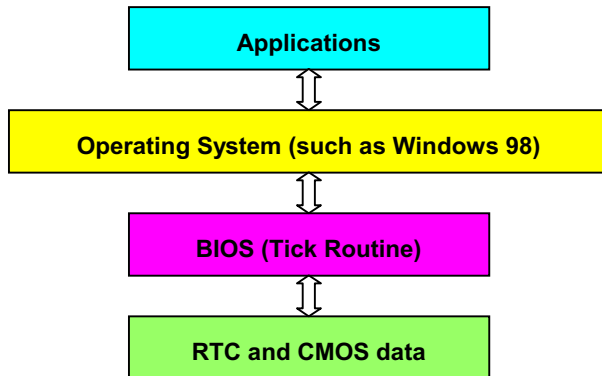 Applications
Operating System (such as Windows 98)
BIOS (Tick Routine)
RTC and CMOS data